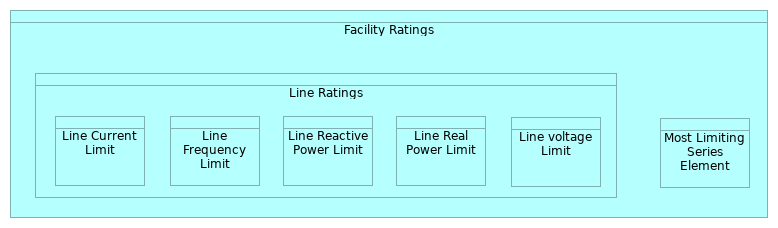 Facility Ratings
Line Ratings
Line Current
Limit
Line
Frequency
Limit
Line Reactive
Power Limit
Line Real
Power Limit
Line voltage
Limit
Most Limiting
Series
Element